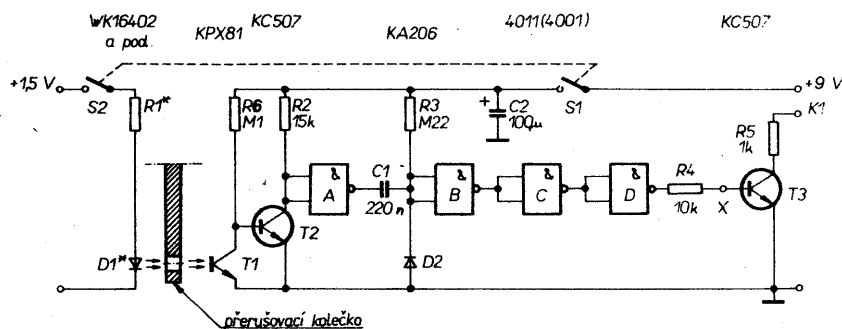 WK16402
a pod.
KPX81
KC507
KA206
4011(4001)
KC507
+1,5 V
S2
R1*
R6
M1
R2
15k
R3
M22
+
C2
100μ
S1
+9 V
K1
R5
1k
&
A
C1
220n
&
B
&
C
&
D
R4
10k
X
T3
T2
D1*
T1
D2
přerušovací kolečko